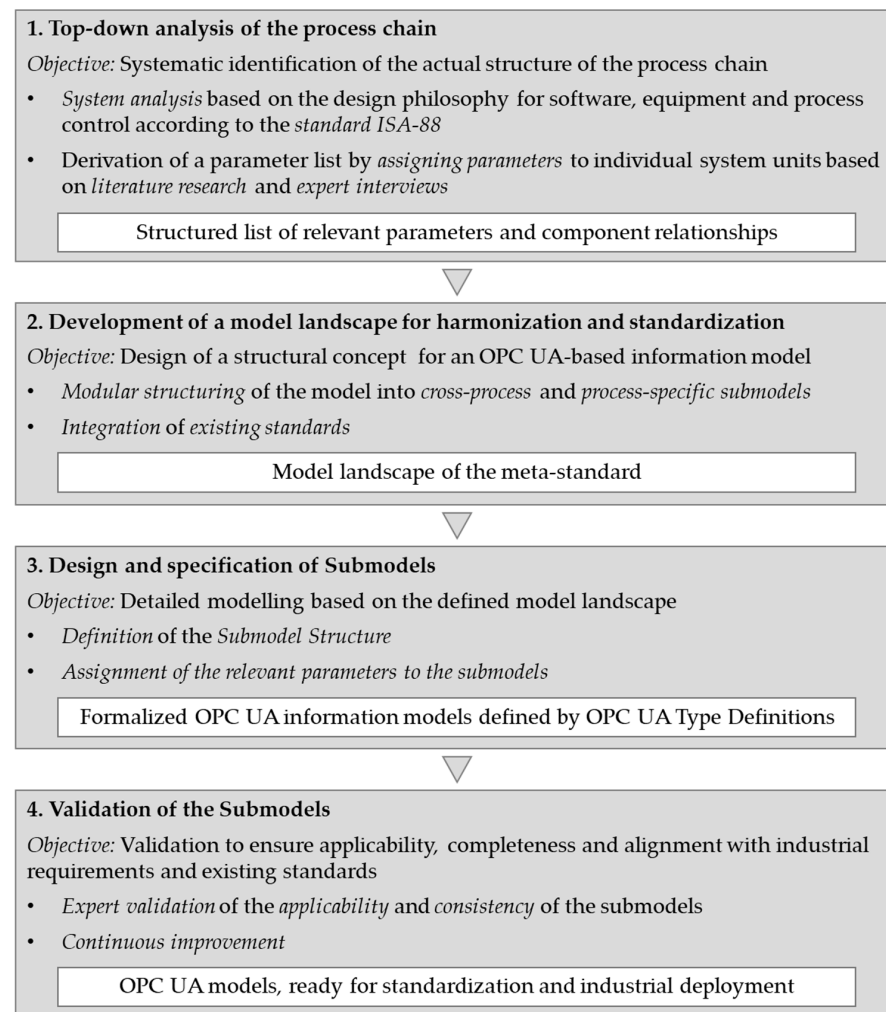 1. Top-down analysis of the process chain
Objective: Systematic identification of the actual structure of the process chain
• System analysis based on the design philosophy for software, equipment and process
control according to the standard ISA-88
• Derivation of a parameter list by assigning parameters to individual system units based
on literature research and expert interviews
Structured list of relevant parameters and component relationships
2. Development of a model landscape for harmonization and standardization
Objective: Design of a structural concept for an OPC UA-based information model
• Modular structuring of the model into cross-process and process-specific submodels
• Integration of existing standards
Model landscape of the meta-standard
3. Design and specification of Submodels
Objective: Detailed modelling based on the defined model landscape
• Definition of the Submodel Structure
• Assignment of the relevant parameters to the submodels
Formalized OPC UA information models defined by OPC UA Type Definitions
4. Validation of the Submodels
Objective: Validation to ensure applicability, completeness and alignment with industrial
requirements and existing standards
• Expert validation of the applicability and consistency of the submodels
• Continuous improvement
OPC UA models, ready for standardization and industrial deployment